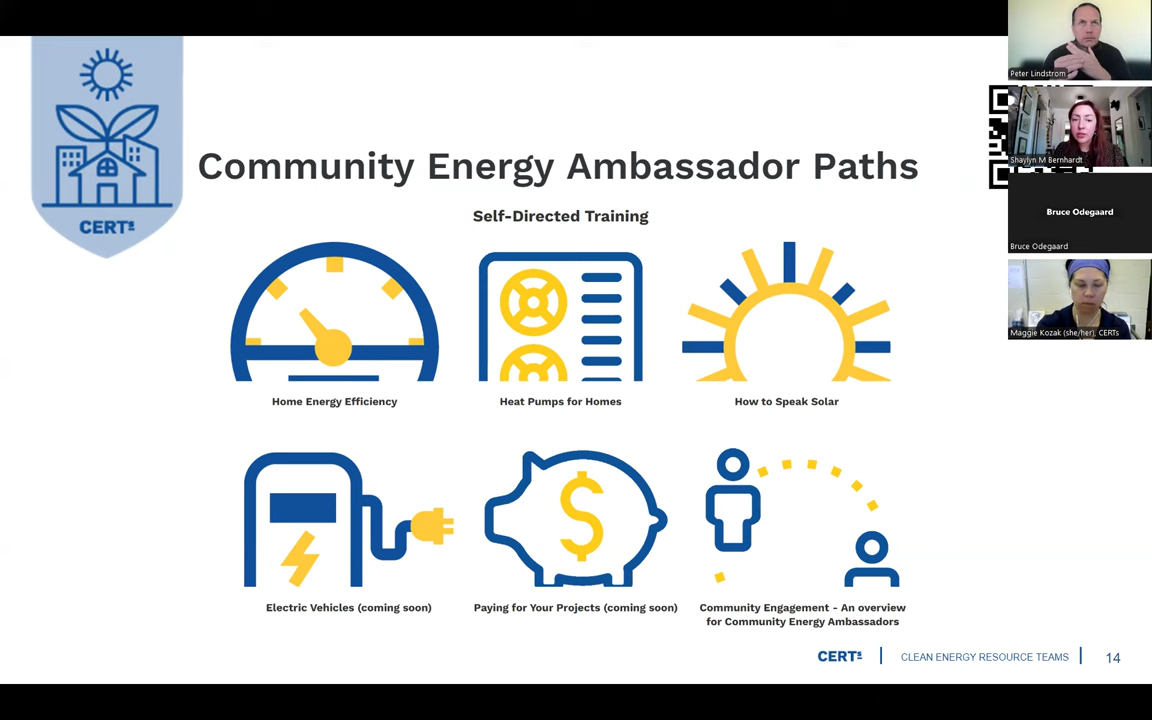 Peter Lindstrom
Shaylyn M Bernhardt
Bruce Odegaard
Bruce Odegaard
Maggie Kozak (she/her), CERTs
CERTs
Community Energy Ambassador Paths
Self-Directed Training
Home Energy Efficiency
Heat Pumps for Homes
How to Speak Solar
$
Electric Vehicles (coming soon)
Paying for Your Projects (coming soon)
Community Engagement - An overview
for Community Energy Ambassadors
CERTs
CLEAN ENERGY RESOURCE TEAMS
14